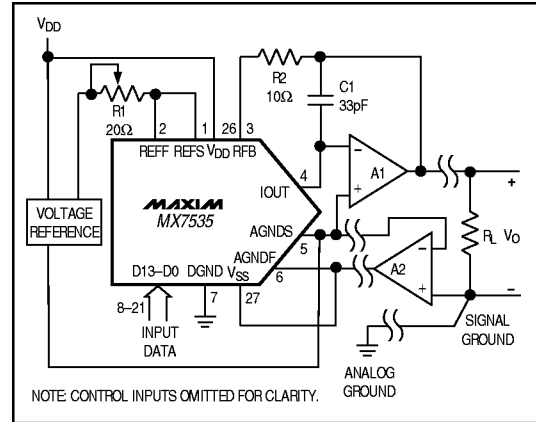 VDD
R1
20Ω
R2
10Ω
C1
33pF
2
1
26
3
REFF
REFS
VDD
RFB
4
IOUT
A1
+
−
MAXIM
MX7535
VOLTAGE
REFERENCE
AGNDS
5
AGNDF
6
A2
RL
VO
+
−
−
+
D13–D0
DGND
VSS
8–21
7
27
INPUT
DATA
SIGNAL
GROUND
ANALOG
GROUND
NOTE: CONTROL INPUTS OMITTED FOR CLARITY.